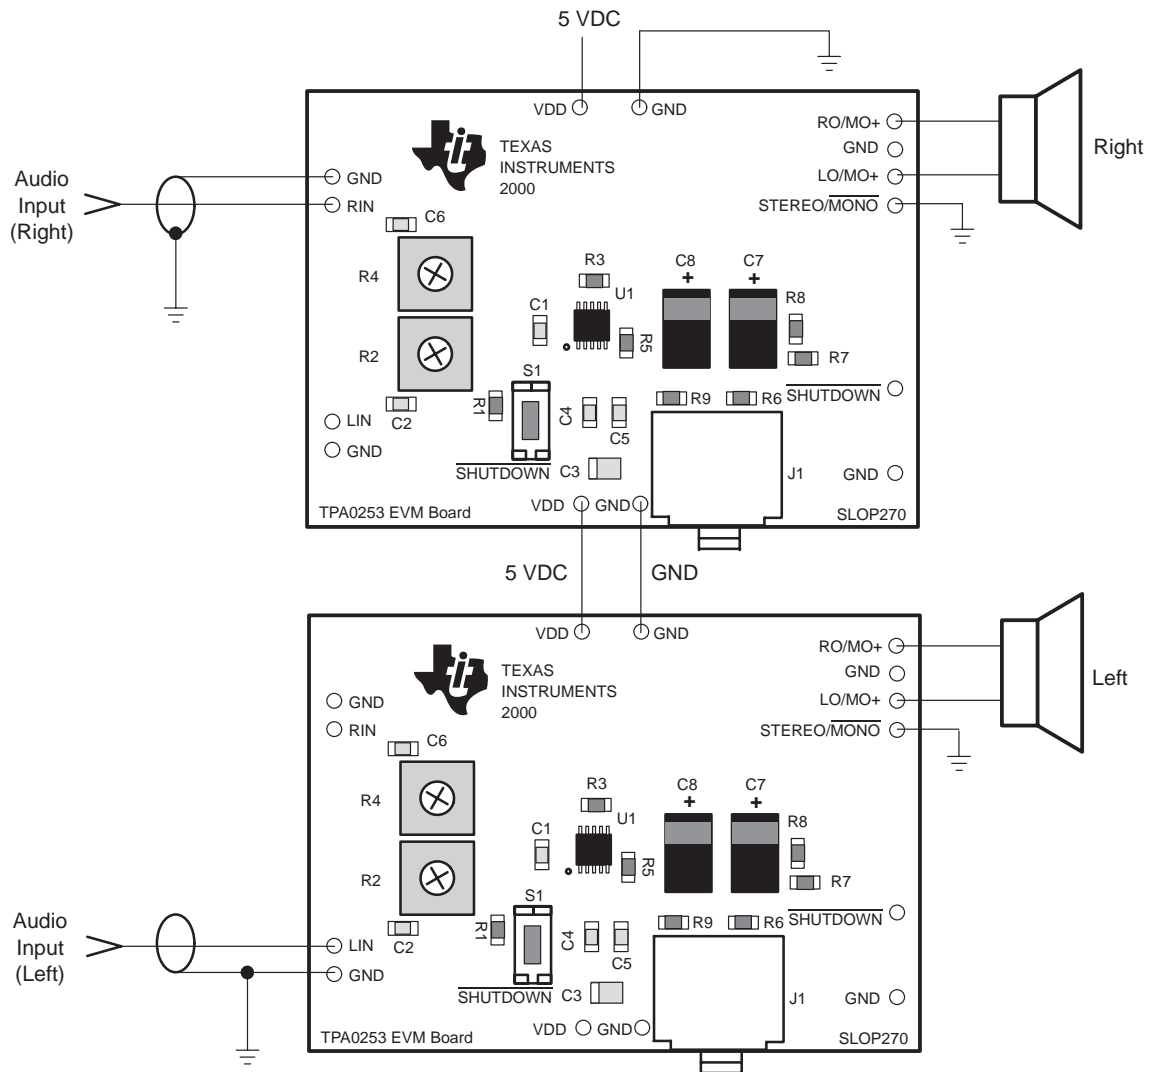 5 VDC
VDD
GND
RO/MO+
GND
LO/MO+
STEREO/MONO
Right
TEXAS
INSTRUMENTS
2000
Audio
Input
(Right)
GND
RIN
C6
R4
R2
C2
LIN
GND
R3
C8
C7
+
+
U1
C1
R5
R8
R7
S1
R1
C4
C5
R9
R6
SHUTDOWN
SHUTDOWN
C3
J1
GND
VDD
GND
TPA0253 EVM Board
SLOP270
5 VDC
GND
VDD
GND
RO/MO+
GND
LO/MO+
STEREO/MONO
Left
TEXAS
INSTRUMENTS
2000
GND
RIN
C6
R4
R2
C2
R3
C8
C7
+
+
U1
C1
R5
R8
R7
S1
R1
C4
C5
R9
R6
SHUTDOWN
Audio
Input
(Left)
LIN
GND
SHUTDOWN
C3
J1
GND
VDD
GND
TPA0253 EVM Board
SLOP270